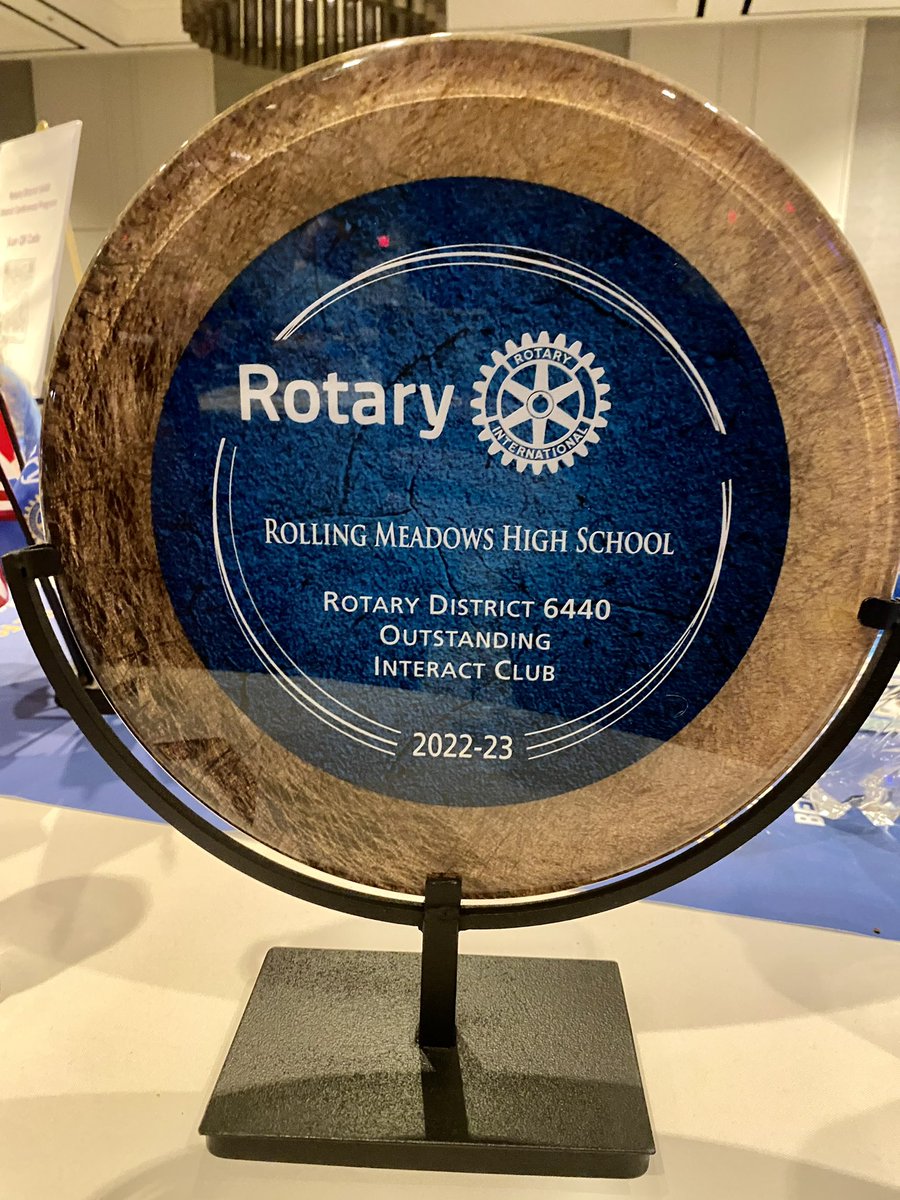 Rotary
ROTARY
INTERNATIONAL
ROLLING MEADOWS HIGH SCHOOL
ROTARY DISTRICT 6440
OUTSTANDING
INTERACT CLUB
2022-23